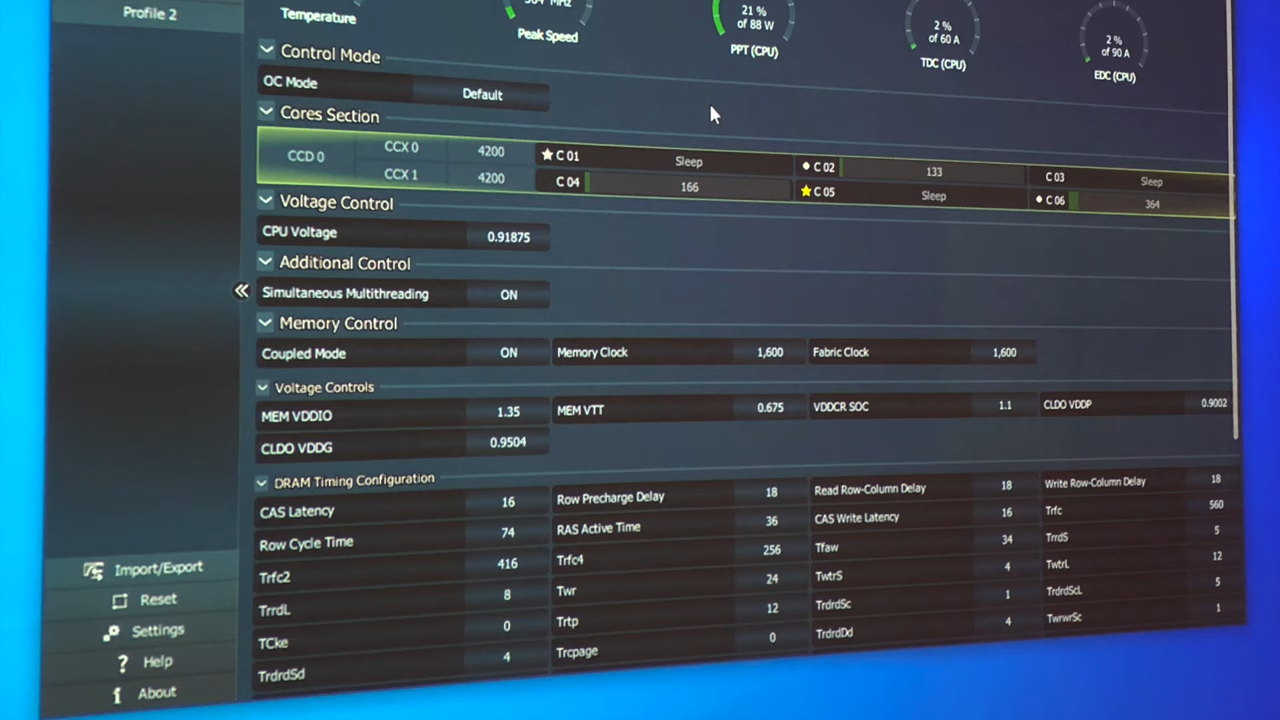 Profile 2
Temperature
MHz
Peak Speed
21 %
of 88 W
PPT (CPU)
2 %
of 60 A
TDC (CPU)
2 %
of 90 A
EDC (CPU)
Control Mode
OC Mode Default
Cores Section
CCD 0
CCX 0 4200
CCX 1 4200
C 01 Sleep
C 02 133
C 03 Sleep
C 04 166
C 05 Sleep
C 06 364
Voltage Control
CPU Voltage 0.91875
Additional Control
Simultaneous Multithreading ON
Memory Control
Coupled Mode ON Memory Clock 1,600 Fabric Clock 1,600
Voltage Controls
MEM VDDIO 1.35 MEM VTT 0.675 VDDCR SOC 1.1 CLDO VDDP 0.9002
CLDO VDDG 0.9504
DRAM Timing Configuration
CAS Latency 16 Row Precharge Delay 18 Read Row-Column Delay 18 Write Row-Column Delay 18
Row Cycle Time 74 RAS Active Time 36 CAS Write Latency 16 Trfc 560
Trfc2 416 Trfc4 256 Tfaw 34 TrrdS 5
TrrdL 8 Twr 24 TwtrS 4 TwtrL 12
TCke 0 Trtp 12 TrdrdSc 1 TrdrdScL 5
TrdrdSd 4 Trcpage 0 TrdrdDd 4 TwrwrSc 1
Import/Export
Reset
Settings
Help
About